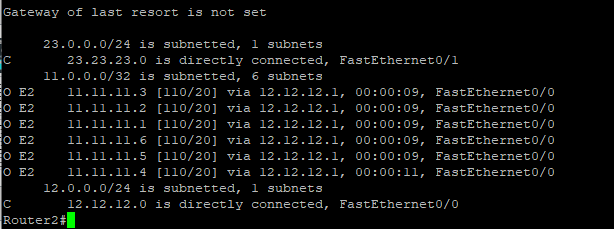 Gateway of last resort is not set
     23.0.0.0/24 is subnetted, 1 subnets
C       23.23.23.0 is directly connected, FastEthernet0/1
     11.0.0.0/32 is subnetted, 6 subnets
O E2    11.11.11.3 [110/20] via 12.12.12.1, 00:00:09, FastEthernet0/0
O E2    11.11.11.2 [110/20] via 12.12.12.1, 00:00:09, FastEthernet0/0
O E2    11.11.11.1 [110/20] via 12.12.12.1, 00:00:09, FastEthernet0/0
O E2    11.11.11.6 [110/20] via 12.12.12.1, 00:00:09, FastEthernet0/0
O E2    11.11.11.5 [110/20] via 12.12.12.1, 00:00:09, FastEthernet0/0
O E2    11.11.11.4 [110/20] via 12.12.12.1, 00:00:11, FastEthernet0/0
     12.0.0.0/24 is subnetted, 1 subnets
C       12.12.12.0 is directly connected, FastEthernet0/0
Router2#